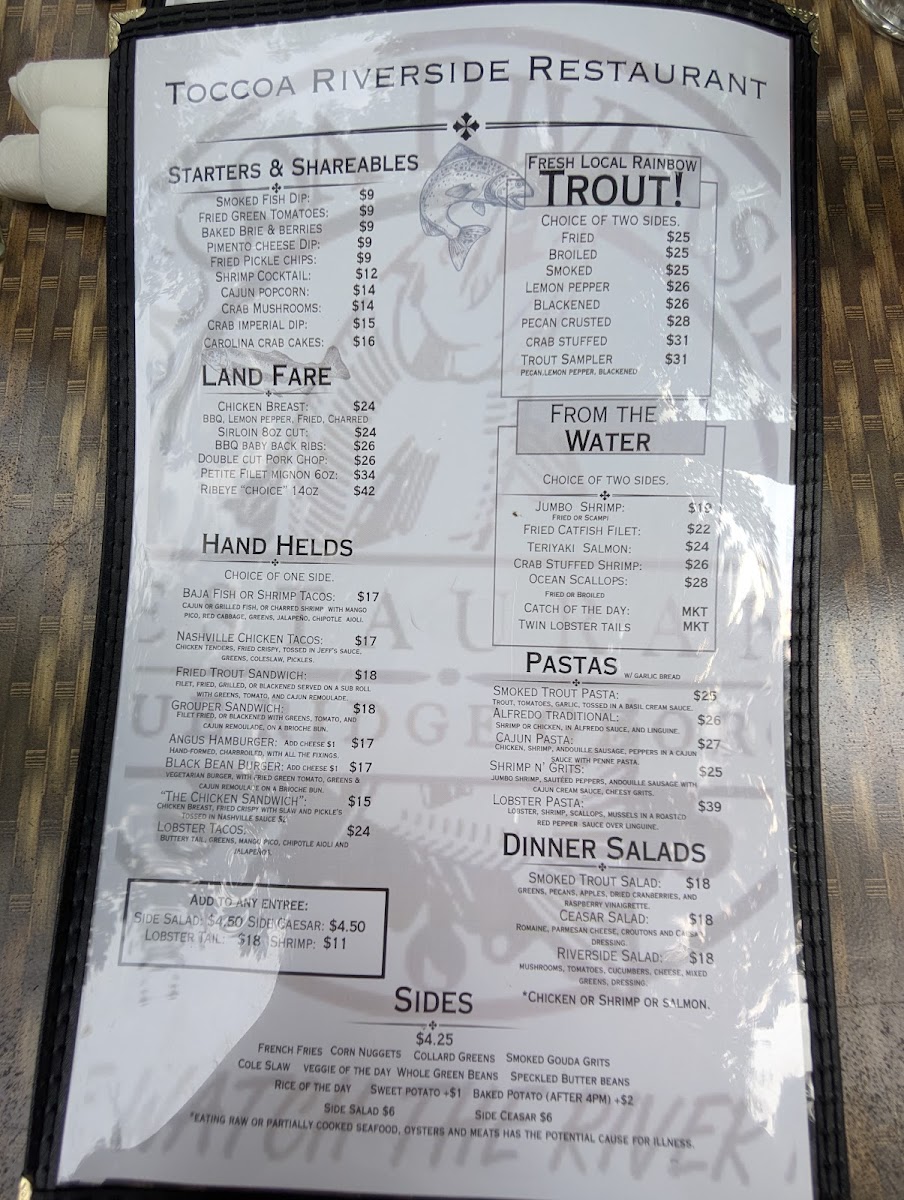 Toccoa Riverside Restaurant
Starters & Shareables
Smoked Fish Dip: $9
Fried Green Tomatoes: $9
Baked Brie & Berries $9
Pimento cheese Dip: $9
Fried Pickle Chips: $9
Shrimp Cocktail: $12
Cajun Popcorn: $14
Crab Mushrooms: $14
Crab Imperial Dip: $15
Carolina Crab Cakes: $16
Land Fare
Chicken Breast: $24
BBQ, Lemon Pepper, Fried, Charred
Sirloin 8oz cut: $24
BBQ Baby Back Ribs: $26
Double cut Pork Chop: $26
Petite Filet Mignon 6oz: $34
Ribeye "Choice" 14oz $42
Hand Helds
Choice of one side.
Baja Fish or Shrimp Tacos: $17
Cajun or grilled fish, or charred shrimp with mango
pico, red cabbage, greens, jalapeño, chipotle aioli.
Nashville Chicken Tacos: $17
Chicken tenders, fried crispy, tossed in Jeff's sauce,
greens, coleslaw, pickles.
Fried Trout Sandwich: $18
Filet, fried, grilled, or blackened served on a sub roll
with greens, tomato, and cajun remoulade.
Grouper Sandwich: $18
Filet fried, or blackened with greens, tomato, and
cajun remoulade, on a brioche bun.
Angus Hamburger: Add cheese $1 $17
Hand-formed, charbroiled, with all the fixings.
Black Bean Burger: Add cheese $1 $17
Vegetarian burger, with fried green tomato, greens &
cajun remoulade on a brioche bun.
"The Chicken Sandwich": $15
Chicken Breast, fried crispy with slaw and pickle's
tossed in Nashville sauce $2
Lobster Tacos: $24
Buttery tail, greens, mango pico, chipotle aioli and
jalapeños.
Add to any entree:
Side Salad: $4.50 Side Caesar: $4.50
Lobster Tail: $18 Shrimp: $11
Fresh Local Rainbow
Trout!
Choice of two sides.
Fried $25
Broiled $25
Smoked $25
Lemon Pepper $26
Blackened $26
Pecan Crusted $28
Crab Stuffed $31
Trout Sampler $31
Pecan, Lemon Pepper, Blackened
From the
Water
Choice of two sides.
Jumbo Shrimp: $19
Fried or Scampi
Fried Catfish Filet: $22
Teriyaki Salmon: $24
Crab Stuffed Shrimp: $26
Ocean Scallops: $28
Fried or Broiled
Catch of the Day: MKT
Twin Lobster Tails MKT
Pastas w/ garlic bread
Smoked Trout Pasta: $25
Trout, tomatoes, garlic, tossed in a basil cream sauce.
Alfredo Traditional: $26
Shrimp or chicken, in Alfredo sauce, and linguine.
Cajun Pasta: $27
Chicken, shrimp, andouille sausage, peppers in a cajun
sauce with penne pasta.
Shrimp n' Grits: $25
Jumbo shrimp, sautéed peppers, andouille sausage with
cajun cream sauce, cheesy grits.
Lobster Pasta: $39
Lobster, shrimp, scallops, mussels in a roasted
red pepper sauce over linguine.
Dinner Salads
Smoked Trout Salad: $18
Greens, pecans, apples, dried cranberries, and
raspberry vinaigrette.
Ceasar Salad: $18
Romaine, parmesan cheese, croutons and
dressing.
Riverside Salad: $18
Mushrooms, tomatoes, cucumbers, cheese, mixed
greens, dressing.
*Chicken or Shrimp or Salmon.
Sides
$4.25
French Fries Corn Nuggets Collard Greens Smoked Gouda Grits
Cole Slaw veggie of the day Whole Green Beans Speckled Butter beans
Rice of the day Sweet potato +$1 Baked Potato (after 4pm) +$2
Side Salad $6 Side Ceasar $6
*Eating raw or partially cooked seafood, oysters and meats has the potential cause for illness.
Watch the River